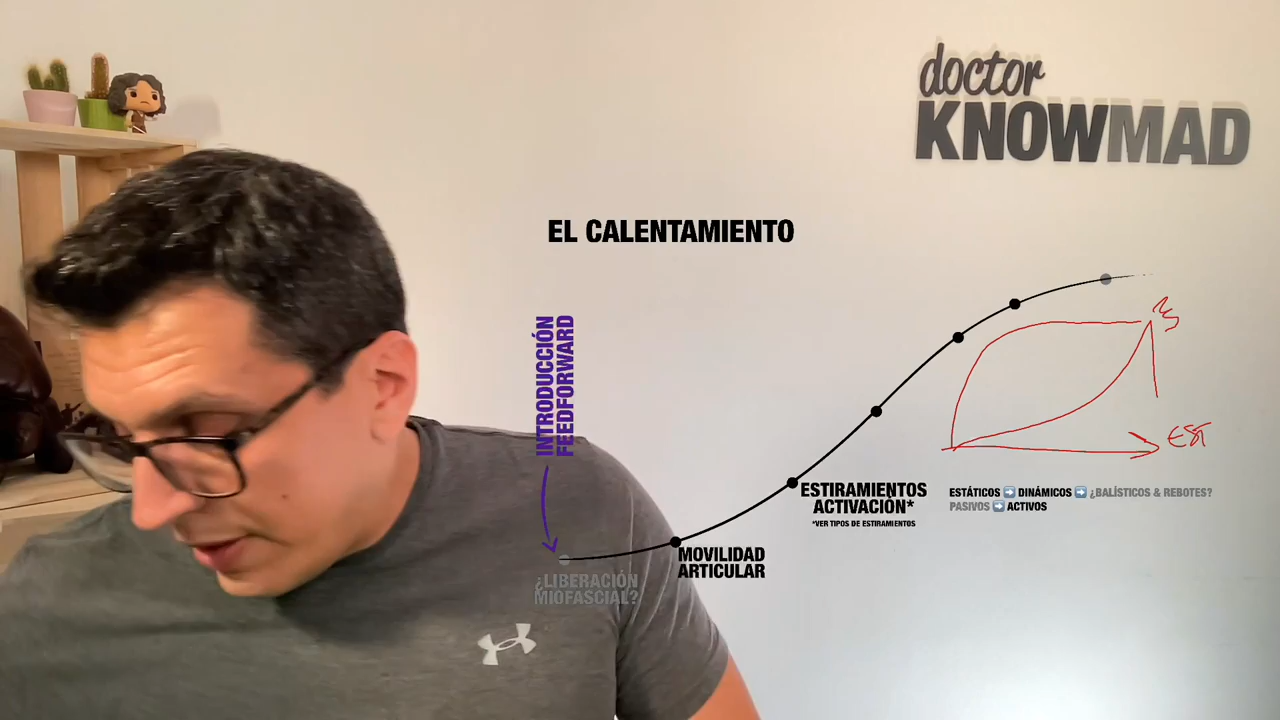 doctor
KNOWMAD
EL CALENTAMIENTO
INTRODUCCIÓN
FEEDFORWARD
EST
ESTIRAMIENTOS
ACTIVACIÓN*
*VER TIPOS DE ESTIRAMIENTOS
ESTÁTICOS ➡ DINÁMICOS ➡ ¿BALÍSTICOS & REBOTES?
PASIVOS ➡ ACTIVOS
MOVILIDAD
ARTICULAR
¿LIBERACIÓN
MIOFASCIAL?